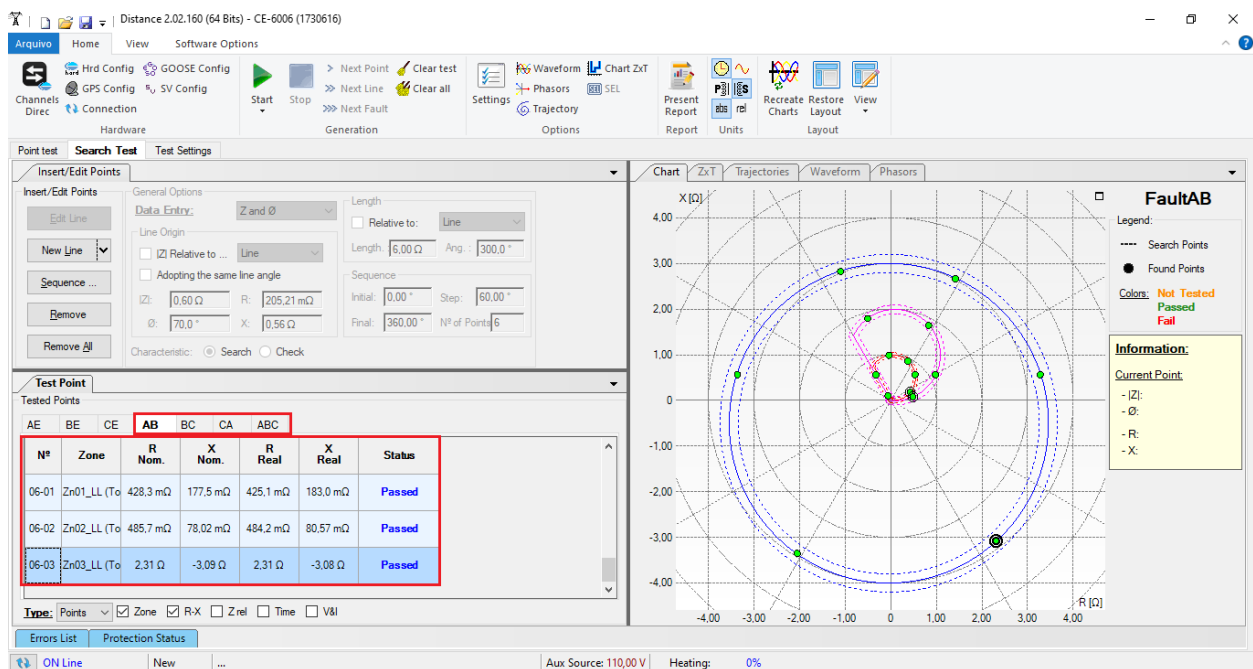 Distance 2.02.160 (64 Bits) - CE-6006 (1730616)
Arquivo Home View Software Options
Hrd Config GOOSE Config
GPS Config SV Config
Connection
Channels Direc
Hardware
Start Stop
Next Point Clear test
Next Line Clear all
Next Fault
Generation
Settings
Waveform Chart ZxT
Phasors SEL
Trajectory
Options
Present Report
Report
abs rel
Units
Recreate Charts Restore Layout View
Layout
Point test Search Test Test Settings
Insert/Edit Points
Insert/Edit Points
Edit Line
New Line
Sequence ...
Remove
Remove All
General Options
Data Entry: Z and Ø
Line Origin
|Z| Relative to ... Line
Adopting the same line angle
|Z|: 0,60 Ω R: 205,21 mΩ
Ø: 70,0 ° X: 0,56 Ω
Characteristic: Search Check
Length
Relative to: Line
Length. 6,00 Ω Ang. : 300,0 °
Sequence
Initial: 0,00 ° Step: 60,00 °
Final: 360,00 ° Nº of Points 6
Test Point
Tested Points
AE BE CE AB BC CA ABC
Nº Zone R Nom. X Nom. R Real X Real Status
06-01 Zn01_LL (To 428,3 mΩ 177,5 mΩ 425,1 mΩ 183,0 mΩ Passed
06-02 Zn02_LL (To 485,7 mΩ 78,02 mΩ 484,2 mΩ 80,57 mΩ Passed
06-03 Zn03_LL (To 2,31 Ω -3,09 Ω 2,31 Ω -3,08 Ω Passed
Type: Points Zone R-X Z rel Time V&I
Errors List Protection Status
Chart ZxT Trajectories Waveform Phasors
X [Ω]
4,00
3,00
2,00
1,00
0
-1,00
-2,00
-3,00
-4,00
-4,00 -3,00 -2,00 -1,00 0 1,00 2,00 3,00 4,00
R [Ω]
FaultAB
Legend:
Search Points
Found Points
Colors: Not Tested
Passed
Fail
Information:
Current Point:
- |Z|:
- Ø:
- R:
- X:
ON Line New ... Aux Source: 110,00 V Heating: 0%